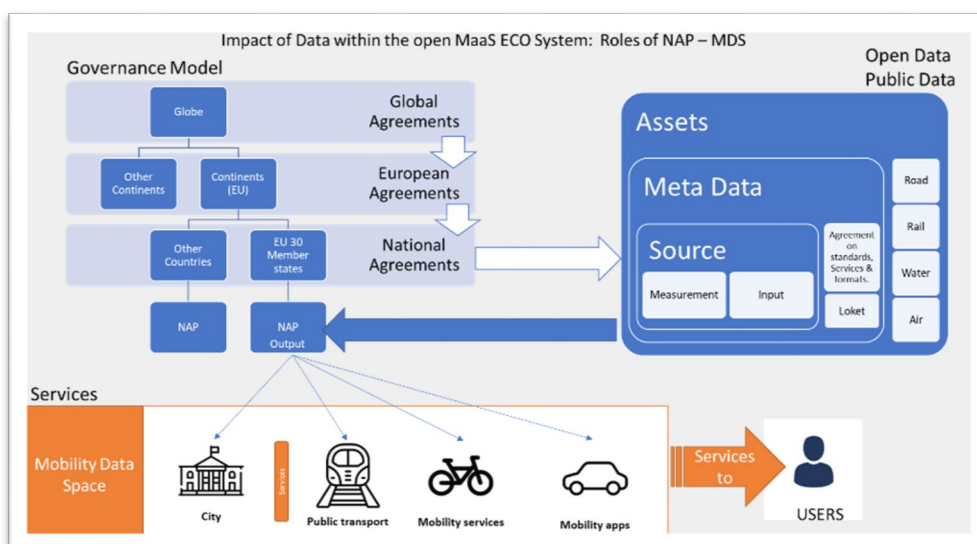 Impact of Data within the open MaaS ECO System: Roles of NAP – MDS
Open Data
Public Data
Governance Model
Globe
Global
Agreements
Other
Continents
Continents
(EU)
European
Agreements
Other
Countries
EU 30
Member
states
National
Agreements
NAP
NAP
Output
Assets
Meta Data
Source
Measurement
Input
Agreement
on
standards,
Services &
formats.
Loket
Road
Rail
Water
Air
Services
Mobility Data
Space
City
Services
Public transport
Mobility services
Mobility apps
Services
to
USERS